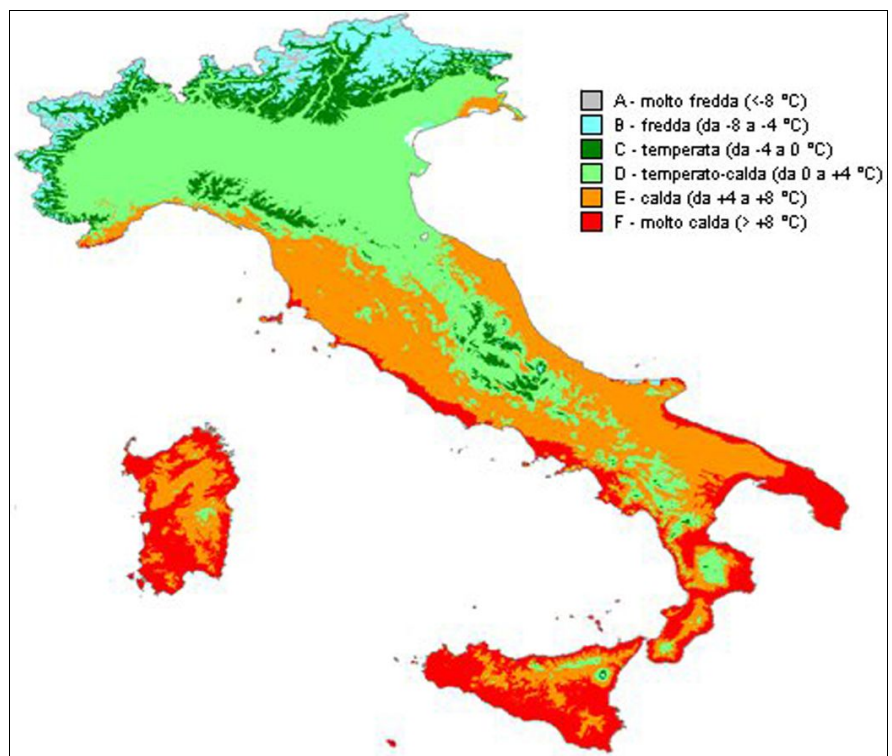 A - molto fredda (<-8 °C)
B - fredda (da -8 a -4 °C)
C - temperata (da -4 a 0 °C)
D - temperato-calda (da 0 a +4 °C)
E - calda (da +4 a +8 °C)
F - molto calda (> +8 °C)